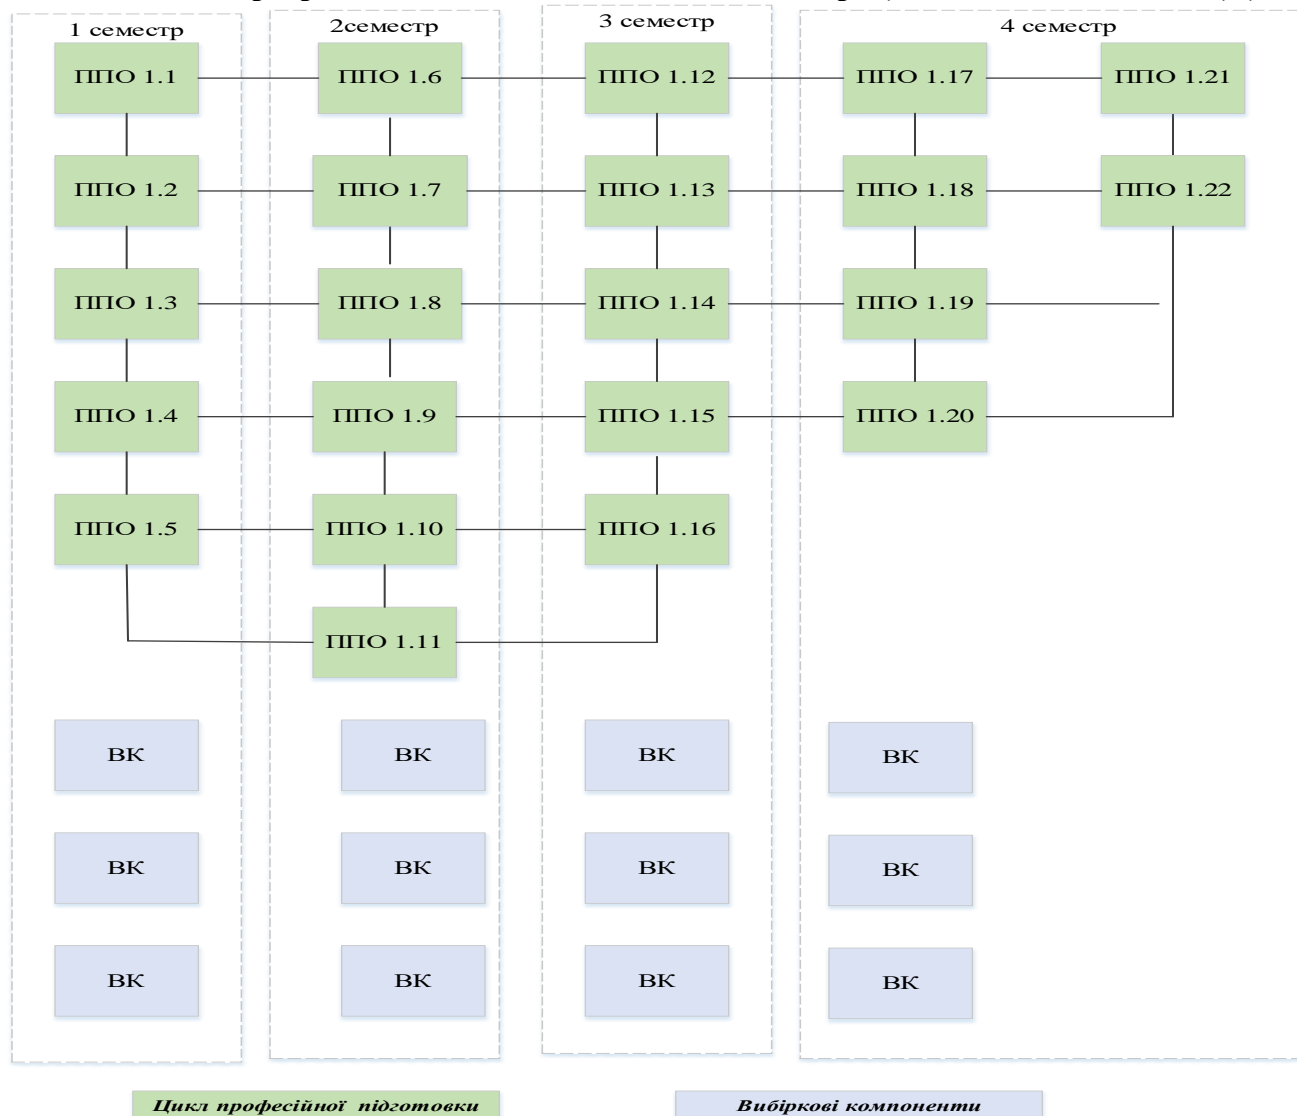 1 семестр 2семестр 3 семестр 4 семестр
ППО 1.1 ППО 1.6 ППО 1.12 ППО 1.17 ППО 1.21
ППО 1.2 ППО 1.7 ППО 1.13 ППО 1.18 ППО 1.22
ППО 1.3 ППО 1.8 ППО 1.14 ППО 1.19
ППО 1.4 ППО 1.9 ППО 1.15 ППО 1.20
ППО 1.5 ППО 1.10 ППО 1.16
ППО 1.11
ВК ВК ВК ВК
ВК ВК ВК ВК
ВК ВК ВК ВК
Цикл професійної підготовки Вибіркові компоненти